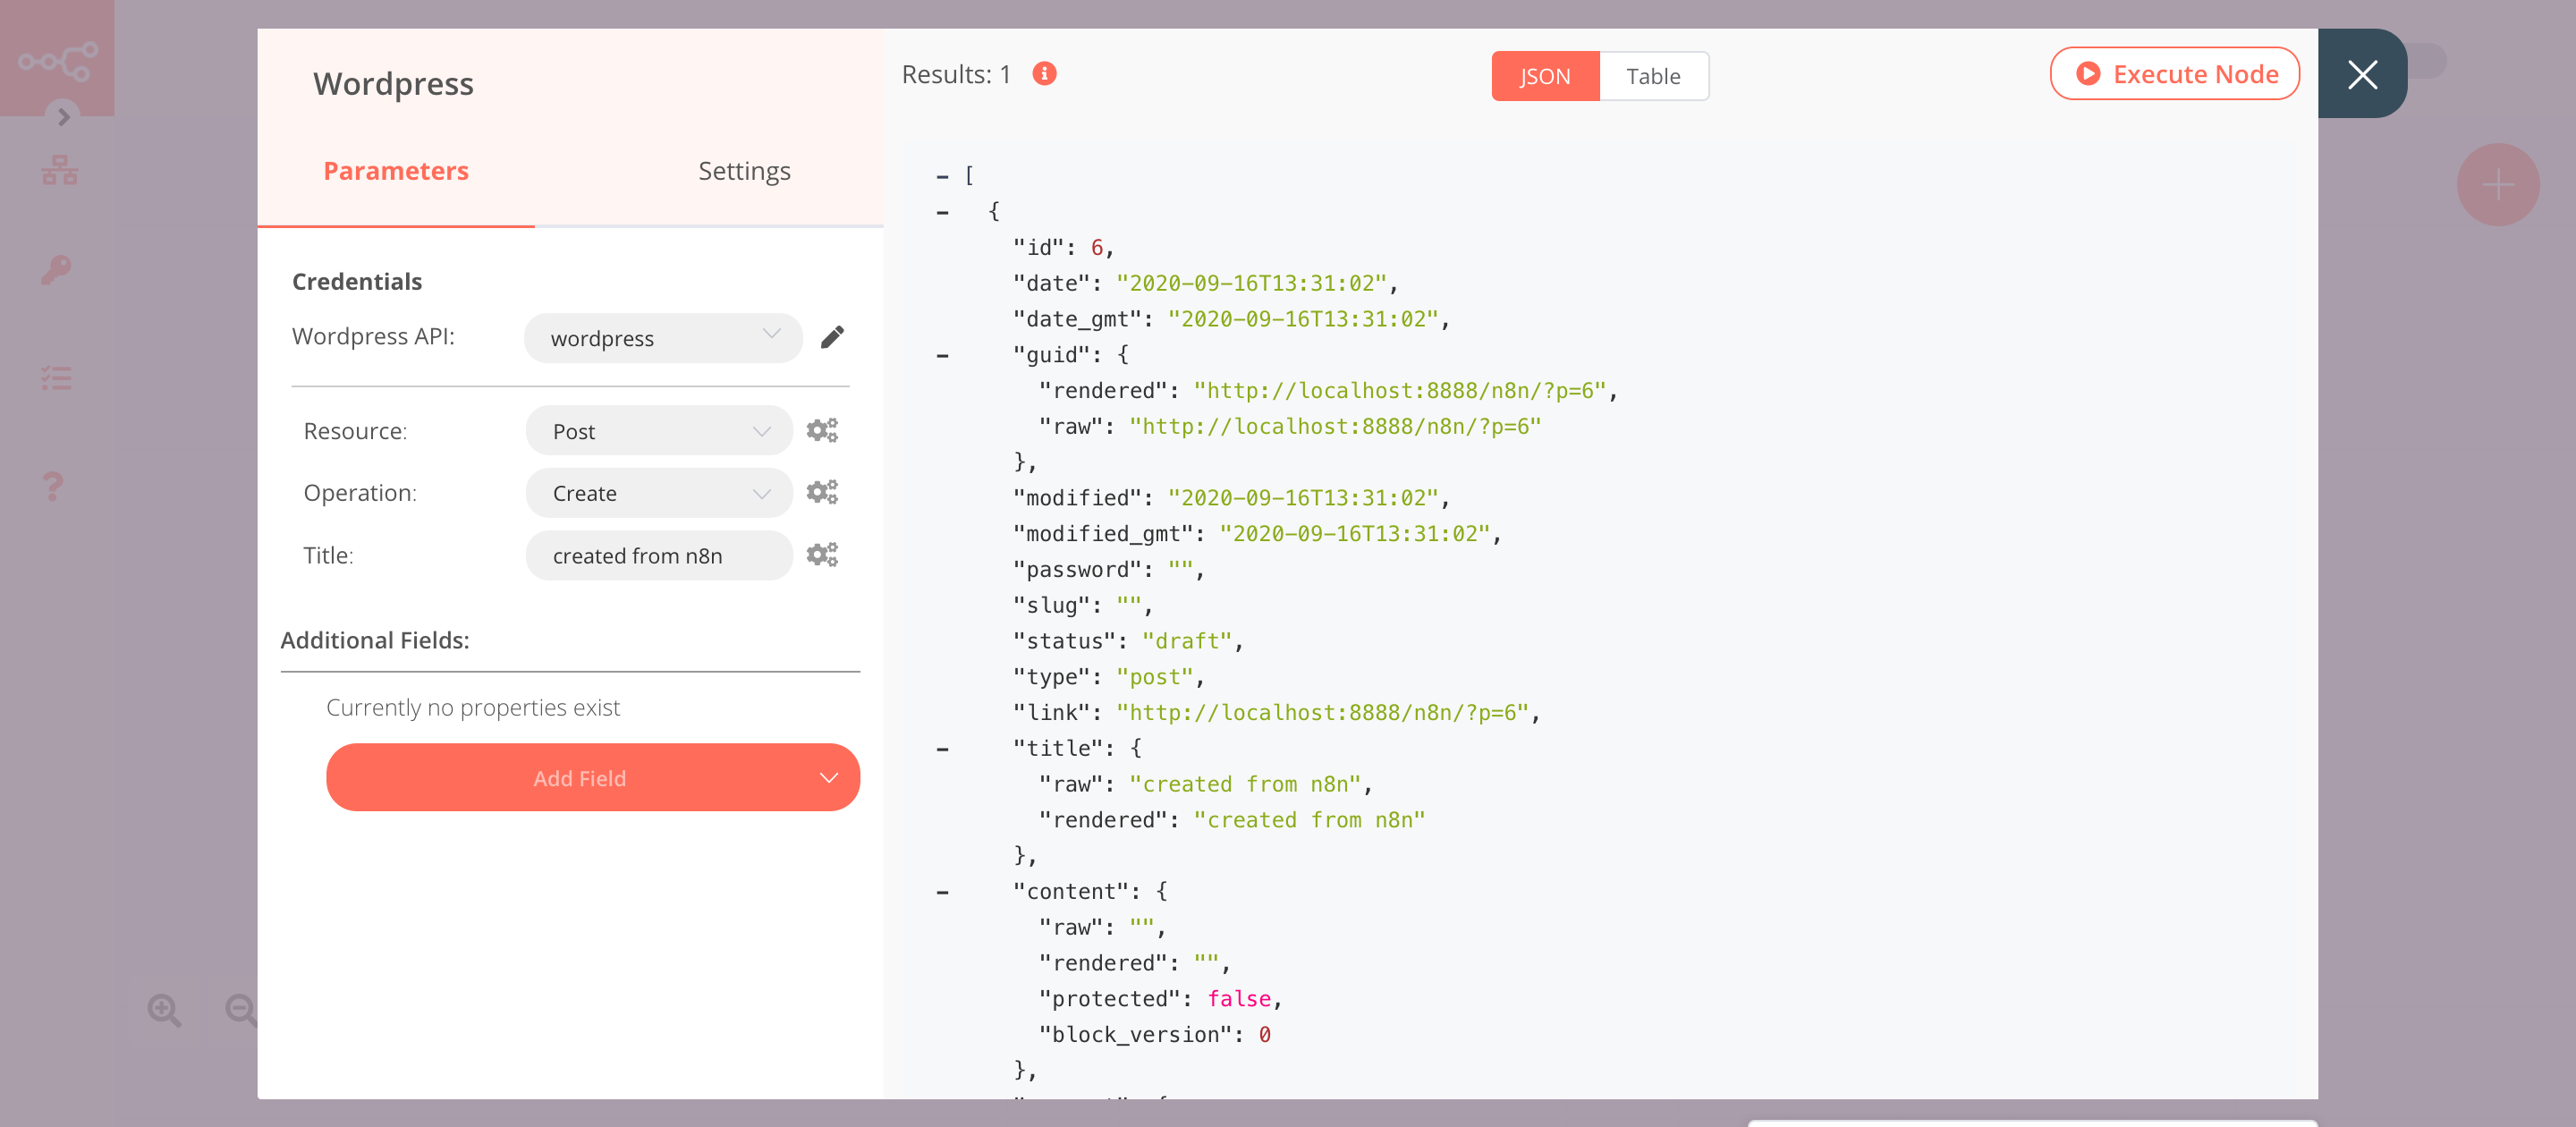 Wordpress
Parameters
Settings
Credentials
Wordpress API:
wordpress
Resource:
Post
Operation:
Create
Title:
created from n8n
Additional Fields:
Currently no properties exist
Add Field
Results: 1
JSON
Table
Execute Node
- [
- {
"id": 6,
"date": "2020-09-16T13:31:02",
"date_gmt": "2020-09-16T13:31:02",
- "guid": {
"rendered": "http://localhost:8888/n8n/?p=6",
"raw": "http://localhost:8888/n8n/?p=6"
},
"modified": "2020-09-16T13:31:02",
"modified_gmt": "2020-09-16T13:31:02",
"password": "",
"slug": "",
"status": "draft",
"type": "post",
"link": "http://localhost:8888/n8n/?p=6",
- "title": {
"raw": "created from n8n",
"rendered": "created from n8n"
},
- "content": {
"raw": "",
"rendered": "",
"protected": false,
"block_version": 0
},